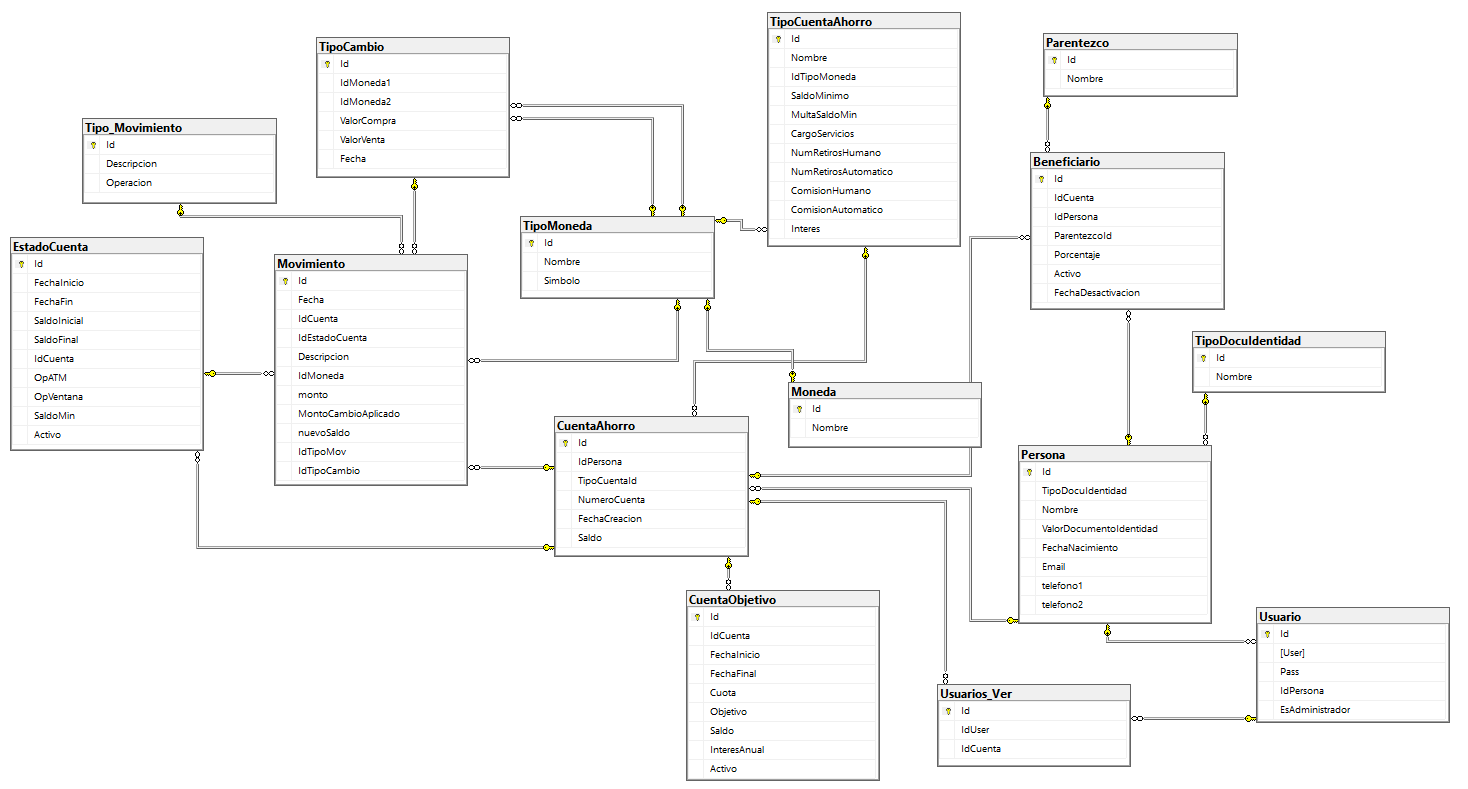 TipoCambio
Id
IdMoneda1
IdMoneda2
ValorCompra
ValorVenta
Fecha
TipoCuentaAhorro
Id
Nombre
IdTipoMoneda
SaldoMinimo
MultaSaldoMin
CargoServicios
NumRetirosHumano
NumRetirosAutomatico
ComisionHumano
ComisionAutomatico
Interes
Parentezco
Id
Nombre
Tipo_Movimiento
Id
Descripcion
Operacion
Beneficiario
Id
IdCuenta
IdPersona
ParentezcoId
Porcentaje
Activo
FechaDesactivacion
TipoMoneda
Id
Nombre
Simbolo
EstadoCuenta
Id
FechaInicio
FechaFin
SaldoInicial
SaldoFinal
IdCuenta
OpATM
OpVentana
SaldoMin
Activo
Movimiento
Id
Fecha
IdCuenta
IdEstadoCuenta
Descripcion
IdMoneda
monto
MontoCambioAplicado
nuevoSaldo
IdTipoMov
IdTipoCambio
TipoDocuIdentidad
Id
Nombre
Moneda
Id
Nombre
CuentaAhorro
Id
IdPersona
TipoCuentaId
NumeroCuenta
FechaCreacion
Saldo
Persona
Id
TipoDocuIdentidad
Nombre
ValorDocumentoIdentidad
FechaNacimiento
Email
telefono1
telefono2
CuentaObjetivo
Id
IdCuenta
FechaInicio
FechaFinal
Cuota
Objetivo
Saldo
InteresAnual
Activo
Usuario
Id
[User]
Pass
IdPersona
EsAdministrador
Usuarios_Ver
Id
IdUser
IdCuenta